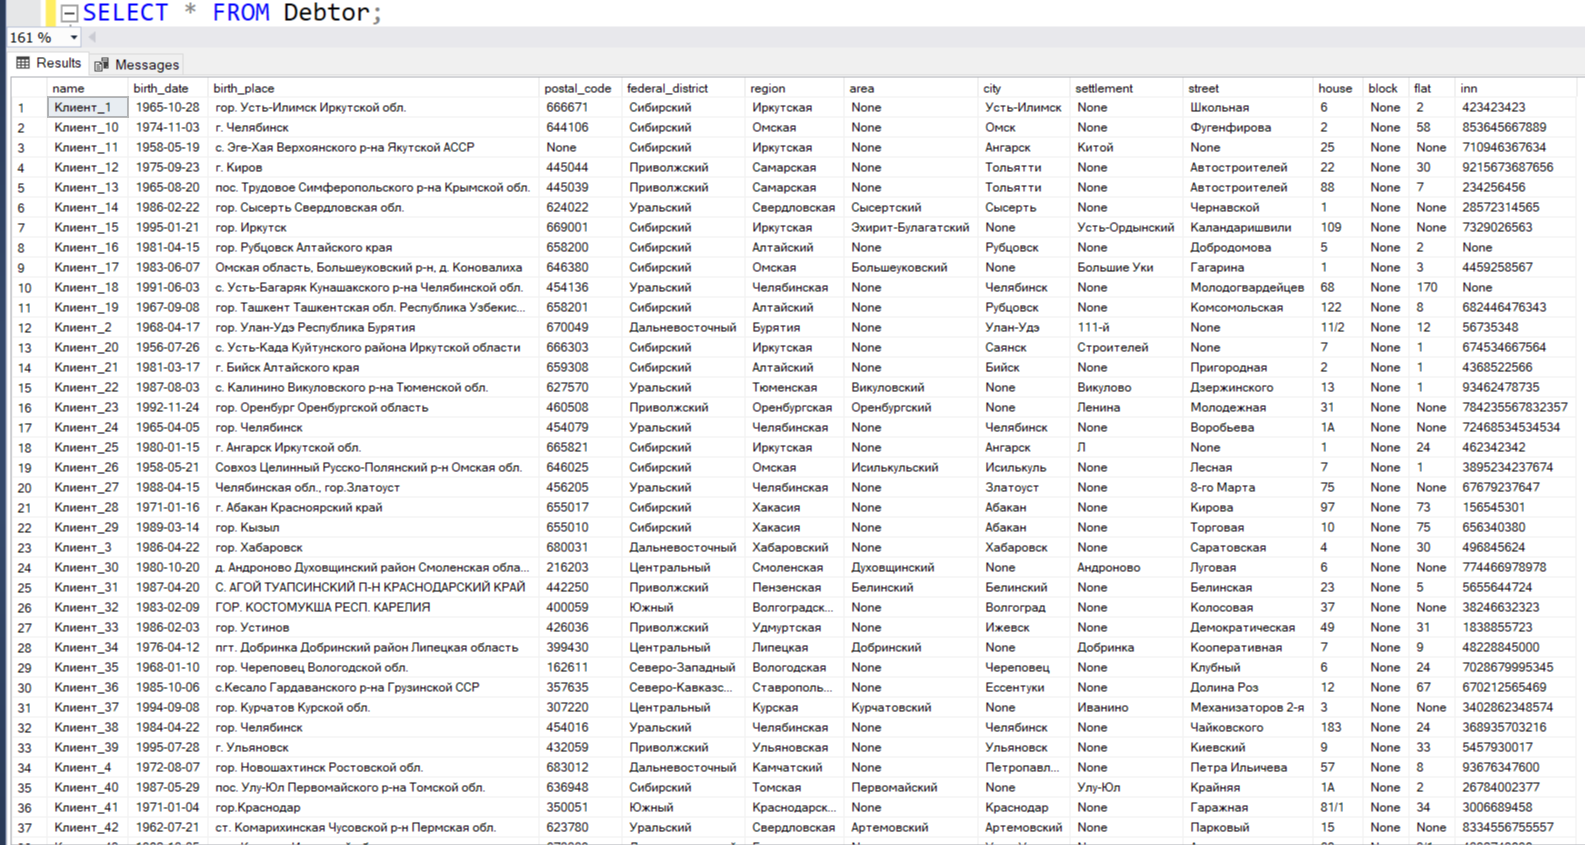 SELECT * FROM Debtor;
161 %
Results Messages
name birth_date birth_place postal_code federal_district region area city settlement street house block flat inn
1 Клиент_1 1965-10-28 гор. Усть-Илимск Иркутской обл. 666671 Сибирский Иркутская None Усть-Илимск None Школьная 6 None 2 423423423
2 Клиент_10 1974-11-03 г. Челябинск 644106 Сибирский Омская None Омск None Фугенфирова 2 None 58 853645667889
3 Клиент_11 1958-05-19 с. Эге-Хая Верхоянского р-на Якутской АССР None Сибирский Иркутская None Ангарск Китой None 25 None None 710946367634
4 Клиент_12 1975-09-23 г. Киров 445044 Приволжский Самарская None Тольятти None Автостроителей 22 None 30 9215673687656
5 Клиент_13 1965-08-20 пос. Трудовое Симферопольского р-на Крымской обл. 445039 Приволжский Самарская None Тольятти None Автостроителей 88 None 7 234256456
6 Клиент_14 1986-02-22 гор. Сысерть Свердловская обл. 624022 Уральский Свердловская Сысертский Сысерть None Чернавской 1 None None 28572314565
7 Клиент_15 1995-01-21 гор. Иркутск 669001 Сибирский Иркутская Эхирит-Булагатский None Усть-Ордынский Каландаришвили 109 None None 7329026563
8 Клиент_16 1981-04-15 гор. Рубцовск Алтайского края 658200 Сибирский Алтайский None Рубцовск None Добродомова 5 None 2 None
9 Клиент_17 1983-06-07 Омская область, Большеуковский р-н, д. Коновалиха 646380 Сибирский Омская Большеуковский None Большие Уки Гагарина 1 None 3 4459258567
10 Клиент_18 1991-06-03 с. Усть-Багаряк Кунашакского р-на Челябинской обл. 454136 Уральский Челябинская None Челябинск None Молодогвардейцев 68 None 170 None
11 Клиент_19 1967-09-08 гор. Ташкент Ташкентская обл. Республика Узбекис... 658201 Сибирский Алтайский None Рубцовск None Комсомольская 122 None 8 682446476343
12 Клиент_2 1968-04-17 гор. Улан-Удэ Республика Бурятия 670049 Дальневосточный Бурятия None Улан-Удэ 111-й None 11/2 None 12 56735348
13 Клиент_20 1956-07-26 с. Усть-Када Куйтунского района Иркутской области 666303 Сибирский Иркутская None Саянск Строителей None 7 None 1 674534667564
14 Клиент_21 1981-03-17 г. Бийск Алтайского края 659308 Сибирский Алтайский None Бийск None Пригородная 2 None 1 4368522566
15 Клиент_22 1987-08-03 с. Калинино Викуловского р-на Тюменской обл. 627570 Уральский Тюменская Викуловский None Викулово Дзержинского 13 None 1 93462478735
16 Клиент_23 1992-11-24 гор. Оренбург Оренбургской область 460508 Приволжский Оренбургская Оренбургский None Ленина Молодежная 31 None None 784235567832357
17 Клиент_24 1965-04-05 гор. Челябинск 454079 Уральский Челябинская None Челябинск None Воробьева 1А None None 72468534534534
18 Клиент_25 1980-01-15 г. Ангарск Иркутской обл. 665821 Сибирский Иркутская None Ангарск Л None 1 None 24 462342342
19 Клиент_26 1958-05-21 Совхоз Целинный Русско-Полянский р-н Омская обл. 646025 Сибирский Омская Исилькульский Исилькуль None Лесная 7 None 1 3895234237674
20 Клиент_27 1988-04-15 Челябинская обл., гор.Златоуст 456205 Уральский Челябинская None Златоуст None 8-го Марта 75 None None 67679237647
21 Клиент_28 1971-01-16 г. Абакан Красноярский край 655017 Сибирский Хакасия None Абакан None Кирова 97 None 73 156545301
22 Клиент_29 1989-03-14 гор. Кызыл 655010 Сибирский Хакасия None Абакан None Торговая 10 None 75 656340380
23 Клиент_3 1986-04-22 гор. Хабаровск 680031 Дальневосточный Хабаровский None Хабаровск None Саратовская 4 None 30 496845624
24 Клиент_30 1980-10-20 д. Андроново Духовщинский район Смоленская обла... 216203 Центральный Смоленская Духовщинский None Андроново Луговая 6 None None 774466978978
25 Клиент_31 1987-04-20 С. АГОЙ ТУАПСИНСКИЙ П-Н КРАСНОДАРСКИЙ КРАЙ 442250 Приволжский Пензенская Белинский Белинский None Белинская 23 None 5 5655644724
26 Клиент_32 1983-02-09 ГОР. КОСТОМУКША РЕСП. КАРЕЛИЯ 400059 Южный Волгоградск... None Волгоград None Колосовая 37 None None 38246632323
27 Клиент_33 1986-02-03 гор. Устинов 426036 Приволжский Удмуртская None Ижевск None Демократическая 49 None 31 1838855723
28 Клиент_34 1976-04-12 пгт. Добринка Добринский район Липецкая область 399430 Центральный Липецкая Добринский None Добринка Кооперативная 7 None 9 48228845000
29 Клиент_35 1968-01-10 гор. Череповец Вологодской обл. 162611 Северо-Западный Вологодская None Череповец None Клубный 6 None 24 7028679995345
30 Клиент_36 1985-10-06 с.Кесало Гардаванского р-на Грузинской ССР 357635 Северо-Кавказс... Ставрополь... None Ессентуки None Долина Роз 12 None 67 670212565469
31 Клиент_37 1994-09-08 гор. Курчатов Курской обл. 307220 Центральный Курская Курчатовский None Иванино Механизаторов 2-я 3 None None 3402862348574
32 Клиент_38 1984-04-22 гор. Челябинск 454016 Уральский Челябинская None Челябинск None Чайковского 183 None 24 368935703216
33 Клиент_39 1995-07-28 г. Ульяновск 432059 Приволжский Ульяновская None Ульяновск None Киевский 9 None 33 5457930017
34 Клиент_4 1972-08-07 гор. Новошахтинск Ростовской обл. 683012 Дальневосточный Камчатский None Петропавл... None Петра Ильичева 57 None 8 93676347600
35 Клиент_40 1987-05-29 пос. Улу-Юл Первомайского р-на Томской обл. 636948 Сибирский Томская Первомайский None Улу-Юл Крайняя 1А None 2 26784002377
36 Клиент_41 1971-01-04 гор.Краснодар 350051 Южный Краснодарск... None Краснодар None Гаражная 81/1 None 34 3006689458
37 Клиент_42 1962-07-21 ст. Комарихинская Чусовской р-н Пермская обл. 623780 Уральский Свердловская Артемовский Артемовский None Парковый 15 None None 8334556755557